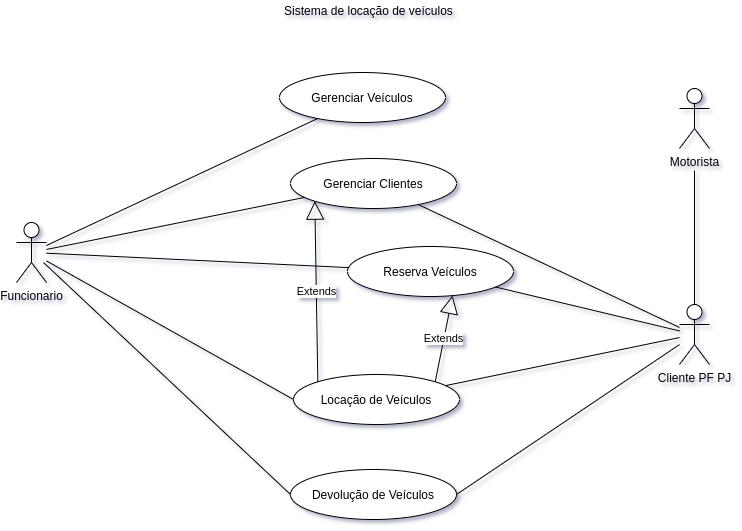 Sistema de locação de veículos
Gerenciar Veículos
Motorista
Gerenciar Clientes
Reserva Veículos
Funcionario
Extends
Extends
Cliente PF PJ
Locação de Veículos
Devolução de Veículos